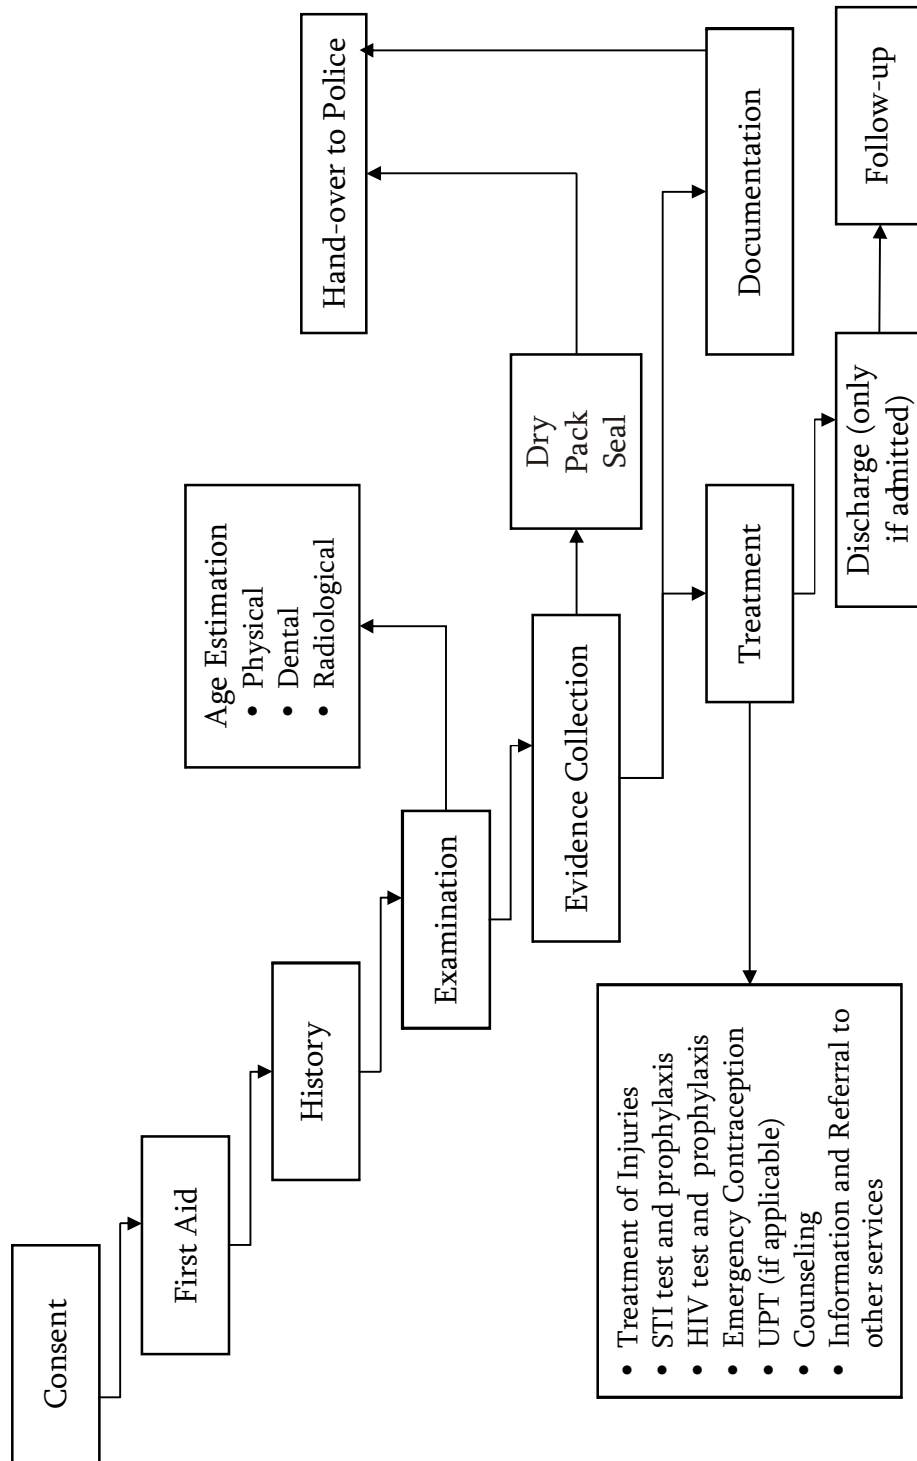 Consent
First Aid
History
Examination
Age Estimation
• Physical
• Dental
• Radiological
Evidence Collection
Dry
Pack
Seal
Hand-over to Police
Documentation
Treatment
• Treatment of Injuries
• STI test and prophylaxis
• HIV test and prophylaxis
• Emergency Contraception
• UPT (if applicable)
• Counseling
• Information and Referral to
other services
Discharge (only
if admitted)
Follow-up